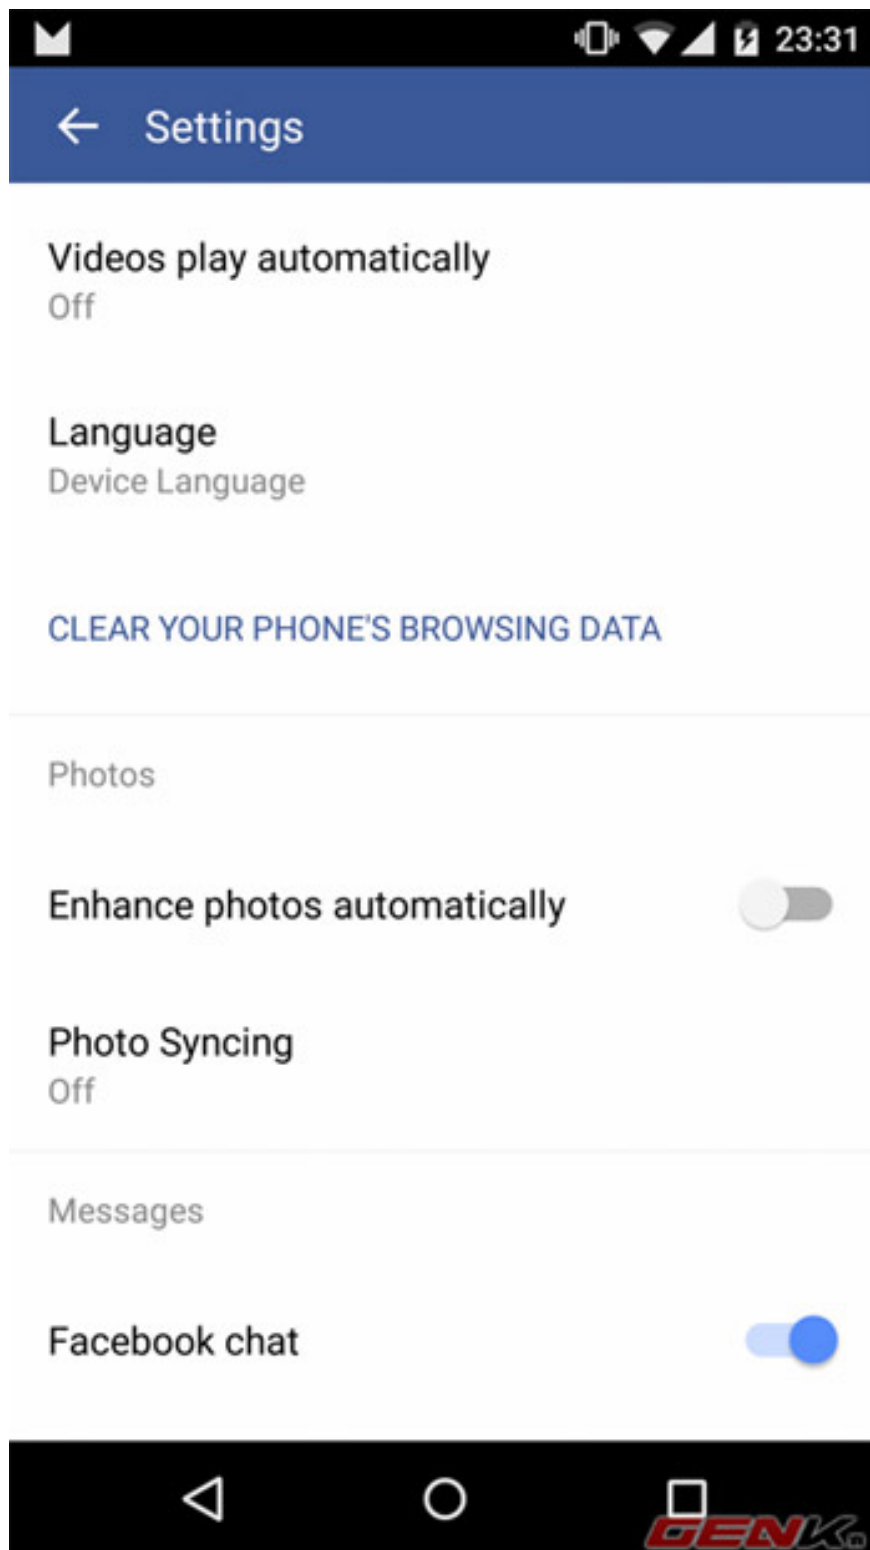 23:31
Settings
Videos play automatically
Off
Language
Device Language
CLEAR YOUR PHONE'S BROWSING DATA
Photos
Enhance photos automatically
Photo Syncing
Off
Messages
Facebook chat
GENK